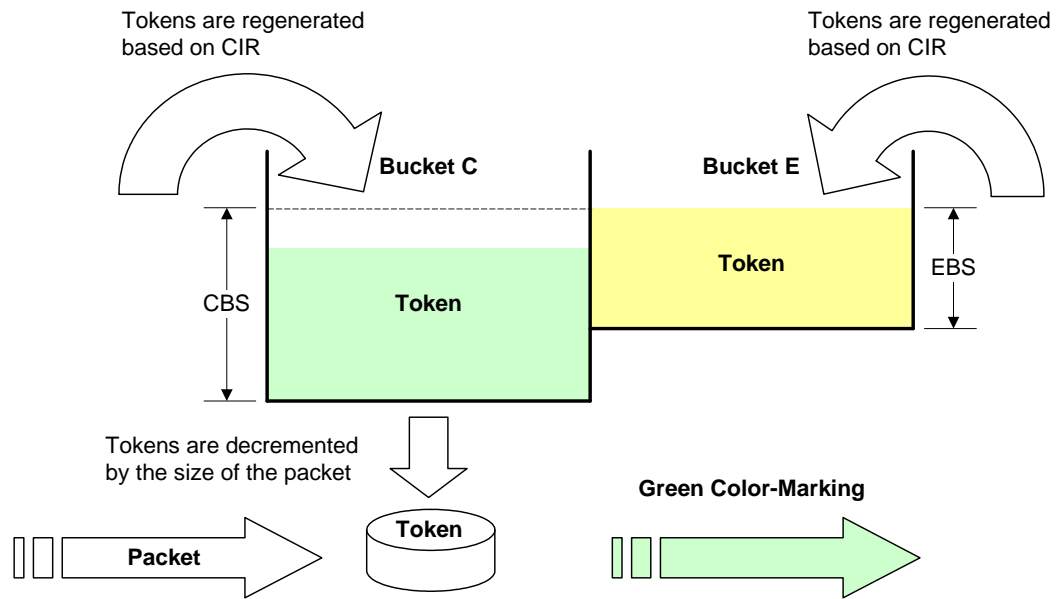 Tokens are regenerated
based on CIR
Tokens are regenerated
based on CIR
Bucket C
Bucket E
Token
EBS
CBS
Token
Tokens are decremented
by the size of the packet
Green Color-Marking
Token
Packet